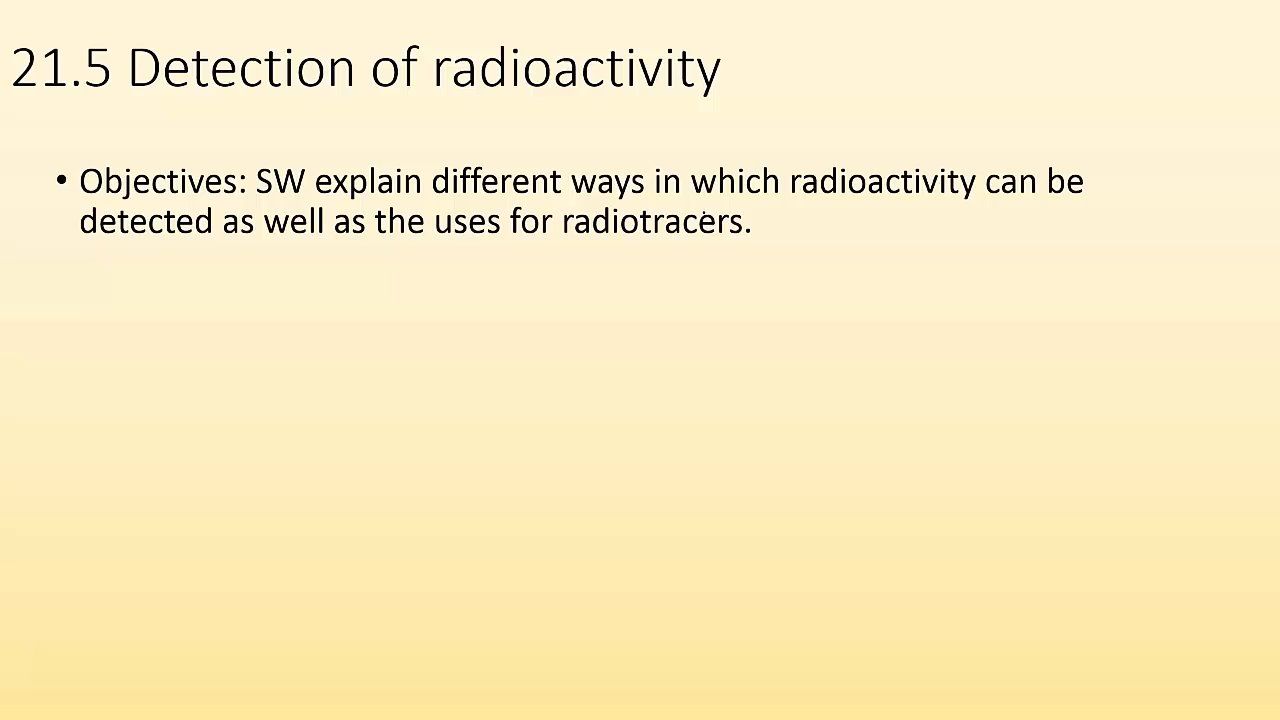 21.5 Detection of radioactivity
• Objectives: SW explain different ways in which radioactivity can be
detected as well as the uses for radiotracers.